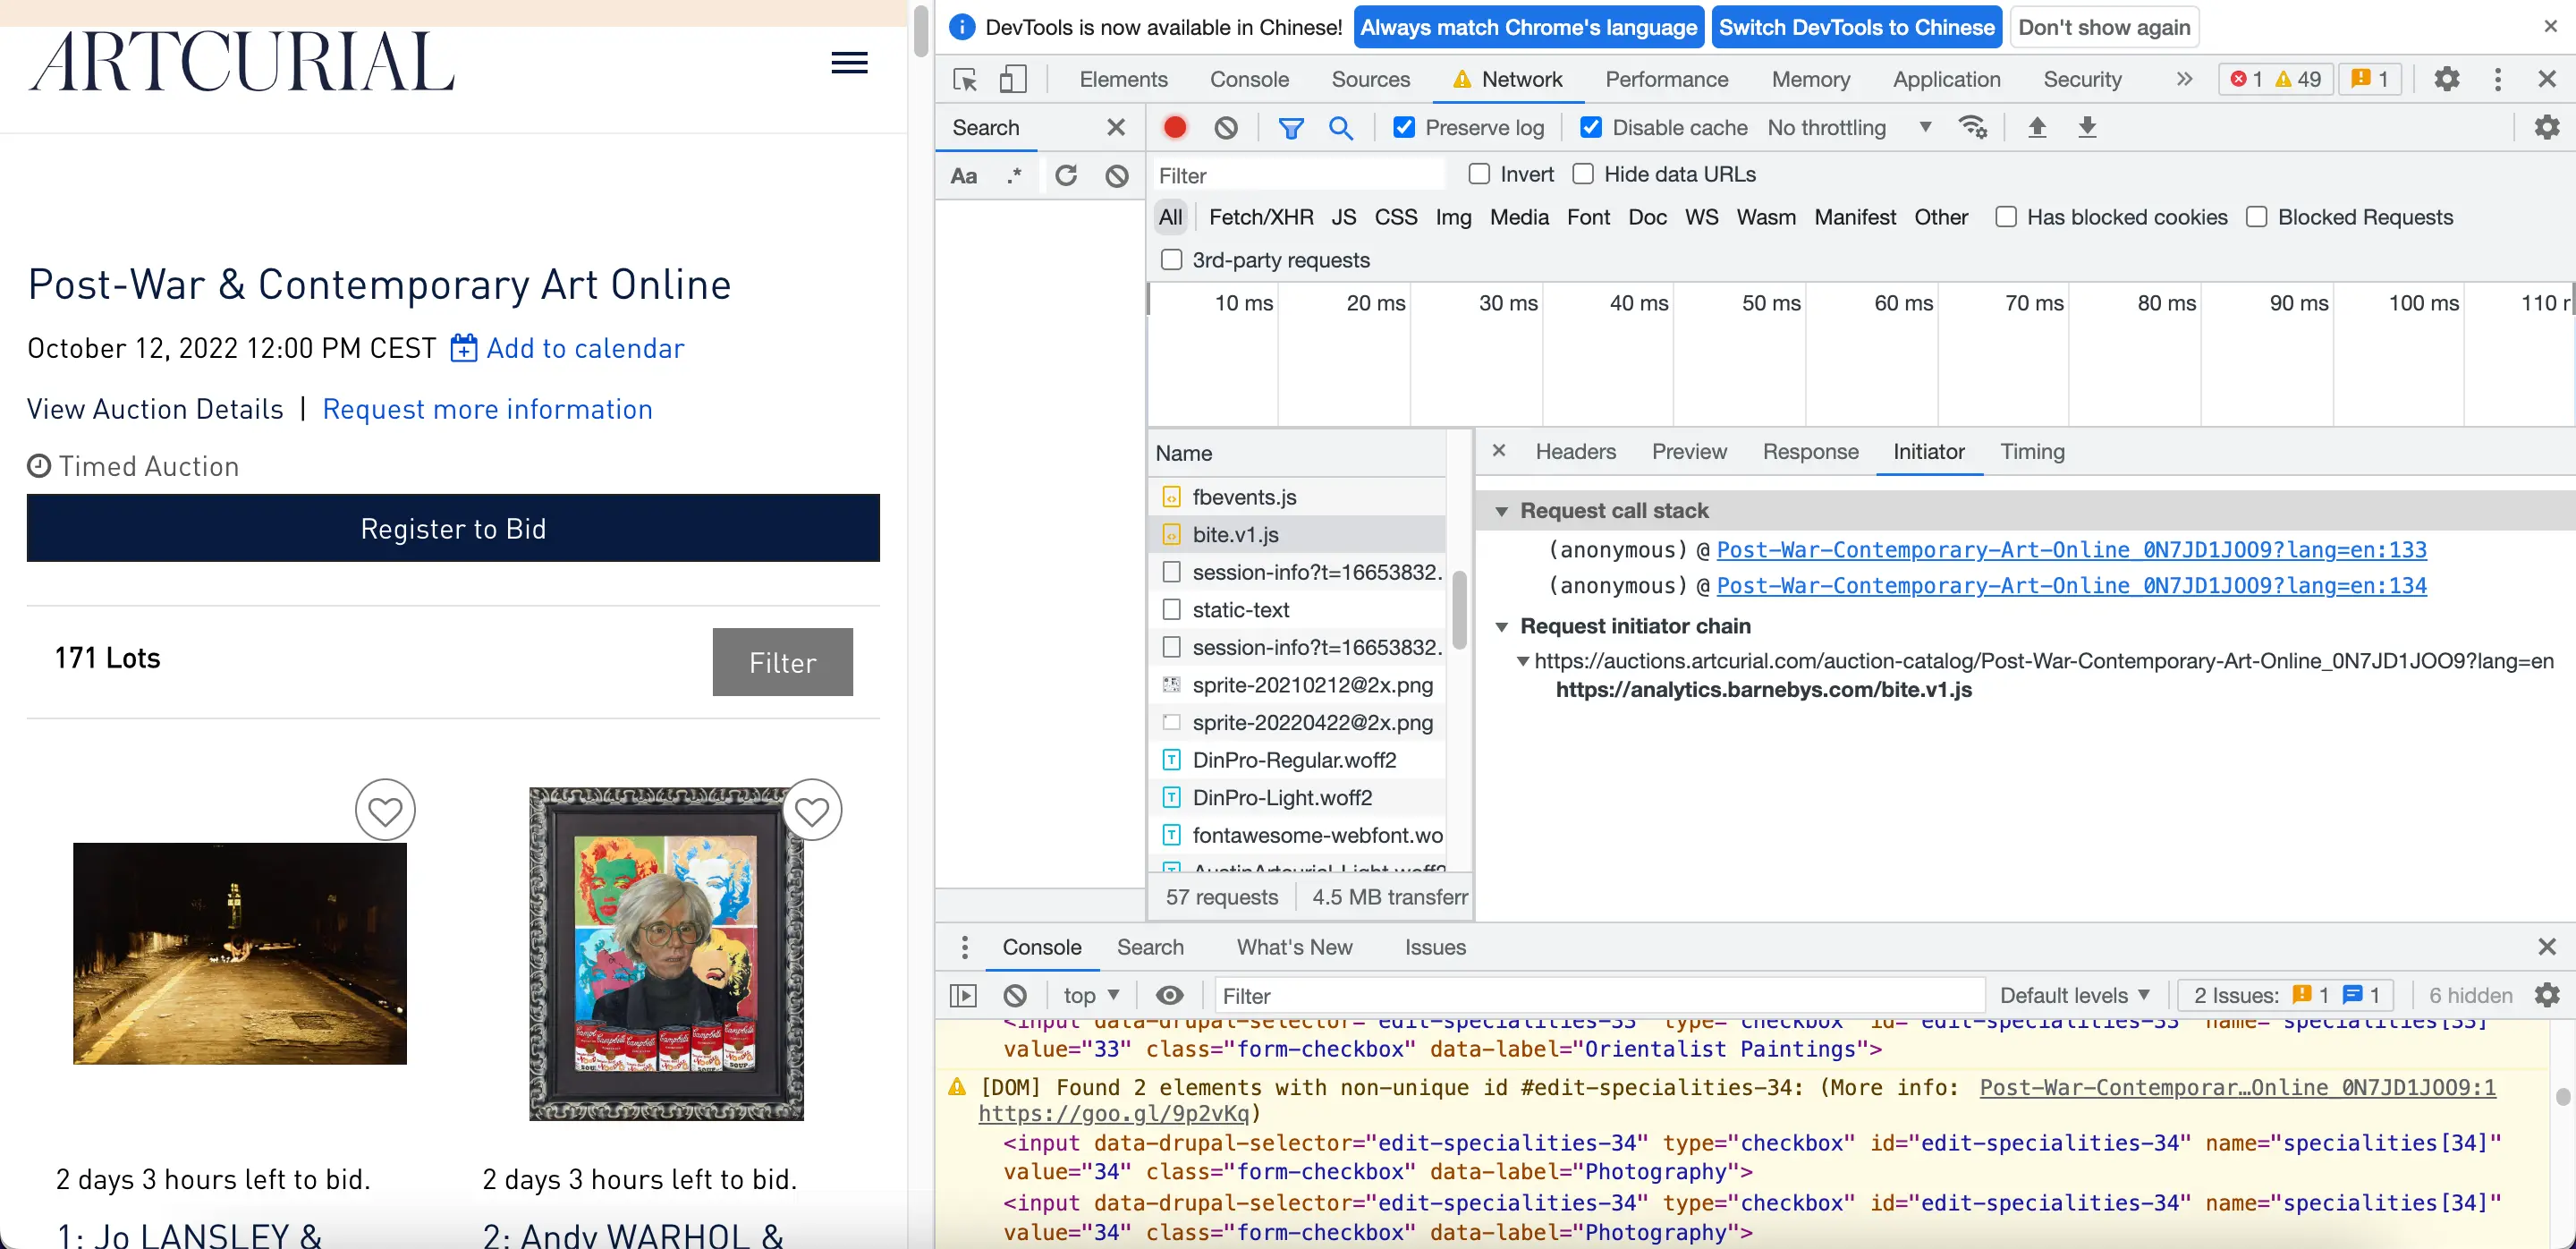 ARTCURIAL
Post-War & Contemporary Art Online
October 12, 2022 12:00 PM CEST Add to calendar
View Auction Details | Request more information
Timed Auction
Register to Bid
171 Lots
Filter
2 days 3 hours left to bid.
1: Jo LANSLEY &
2 days 3 hours left to bid.
2: Andy WARHOL &
DevTools is now available in Chinese! Always match Chrome's language Switch DevTools to Chinese Don't show again
Elements Console Sources Network Performance Memory Application Security 1 49 1
Search
Aa .*
Preserve log Disable cache No throttling
Filter Invert Hide data URLs
All Fetch/XHR JS CSS Img Media Font Doc WS Wasm Manifest Other Has blocked cookies Blocked Requests
3rd-party requests
10 ms 20 ms 30 ms 40 ms 50 ms 60 ms 70 ms 80 ms 90 ms 100 ms 110 r
Name
fbevents.js
bite.v1.js
session-info?t=16653832.
static-text
session-info?t=16653832.
sprite-20210212@2x.png
sprite-20220422@2x.png
DinPro-Regular.woff2
DinPro-Light.woff2
fontawesome-webfont.wo
AustinArtcurial-Light.woff2
57 requests 4.5 MB transferr
Headers Preview Response Initiator Timing
Request call stack
(anonymous) @ Post-War-Contemporary-Art-Online_0N7JD1JOO9?lang=en:133
(anonymous) @ Post-War-Contemporary-Art-Online_0N7JD1JOO9?lang=en:134
Request initiator chain
https://auctions.artcurial.com/auction-catalog/Post-War-Contemporary-Art-Online_0N7JD1JOO9?lang=en
https://analytics.barnebys.com/bite.v1.js
Console Search What's New Issues
top Filter Default levels 2 Issues: 1 1 6 hidden
<input data-drupal-selector="edit-specialities-33" type="checkbox" id="edit-specialities-33" name="specialities[33]"
value="33" class="form-checkbox" data-label="Orientalist Paintings">
[DOM] Found 2 elements with non-unique id #edit-specialities-34: (More info: Post-War-Contemporar…Online_0N7JD1JOO9:1
https://goo.gl/9p2vKq)
<input data-drupal-selector="edit-specialities-34" type="checkbox" id="edit-specialities-34" name="specialities[34]"
value="34" class="form-checkbox" data-label="Photography">
<input data-drupal-selector="edit-specialities-34" type="checkbox" id="edit-specialities-34" name="specialities[34]"
value="34" class="form-checkbox" data-label="Photography">